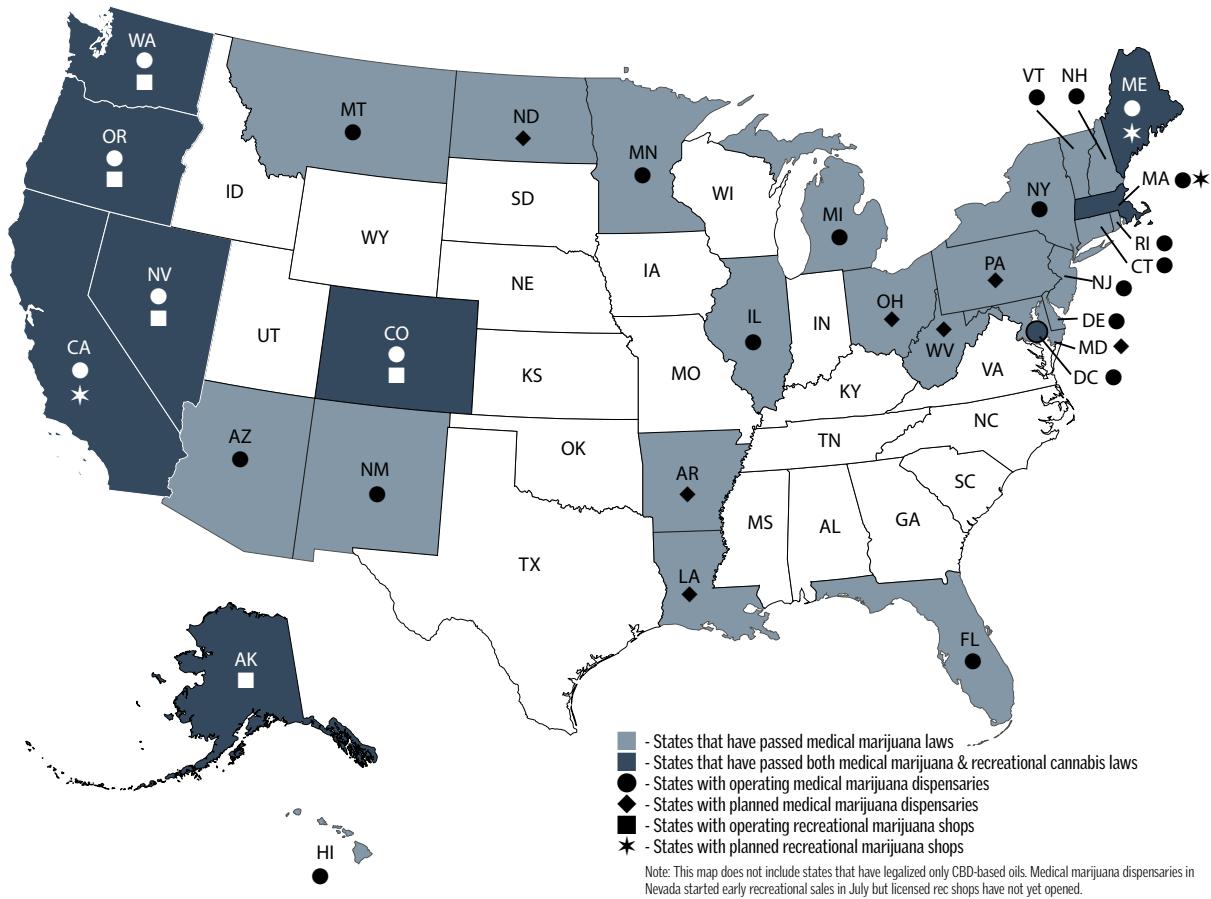 WA
VT NH
ME
MT
ND
OR
MN
ID
MA
SD
WI
NY
MI
WY
RI
CT
NV
PA
NJ
NE
IA
OH
IL
IN
DE
UT
CO
WV
MD
CA
VA
DC
KS
MO
KY
NC
AZ
TN
OK
NM
AR
SC
MS
AL
GA
TX
LA
FL
AK
HI
- States that have passed medical marijuana laws
- States that have passed both medical marijuana & recreational cannabis laws
- States with operating medical marijuana dispensaries
- States with planned medical marijuana dispensaries
- States with operating recreational marijuana shops
- States with planned recreational marijuana shops
Note: This map does not include states that have legalized only CBD-based oils. Medical marijuana dispensaries in
Nevada started early recreational sales in July but licensed rec shops have not yet opened.